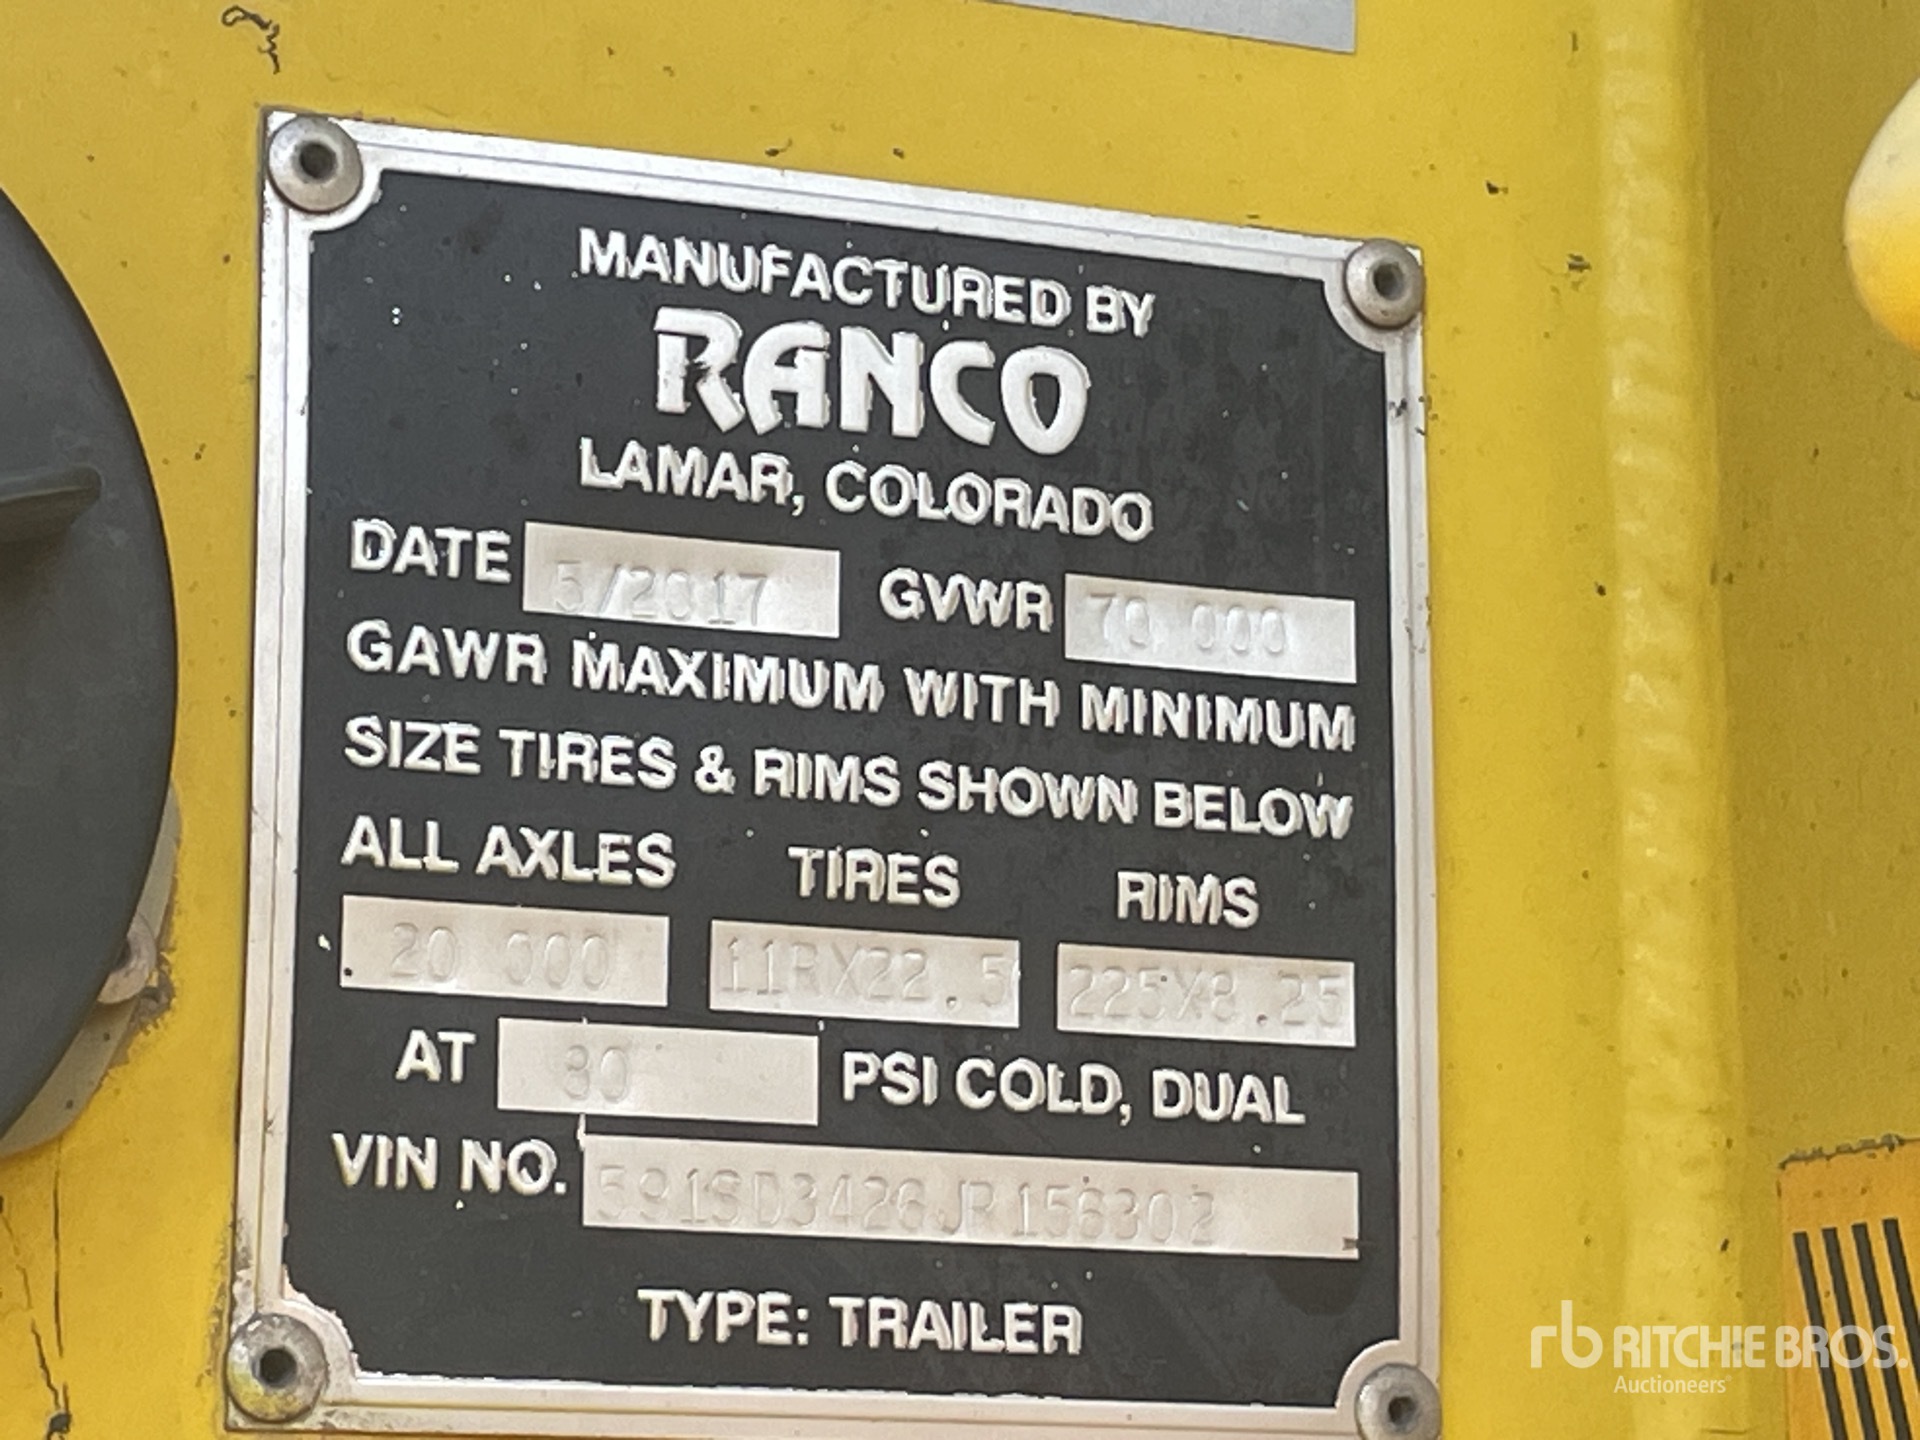 MANUFACTURED BY
RANCO
LAMAR, COLORADO
DATE 5/2017 GVWR 70 000
GAWR MAXIMUM WITH MINIMUM
SIZE TIRES & RIMS SHOWN BELOW
ALL AXLES TIRES RIMS
20 000 11RX22.5 225X8.25
AT 80 PSI COLD, DUAL
VIN NO. 591SD3426JR156302
TYPE: TRAILER
rb RITCHIE BROS.
Auctioneers